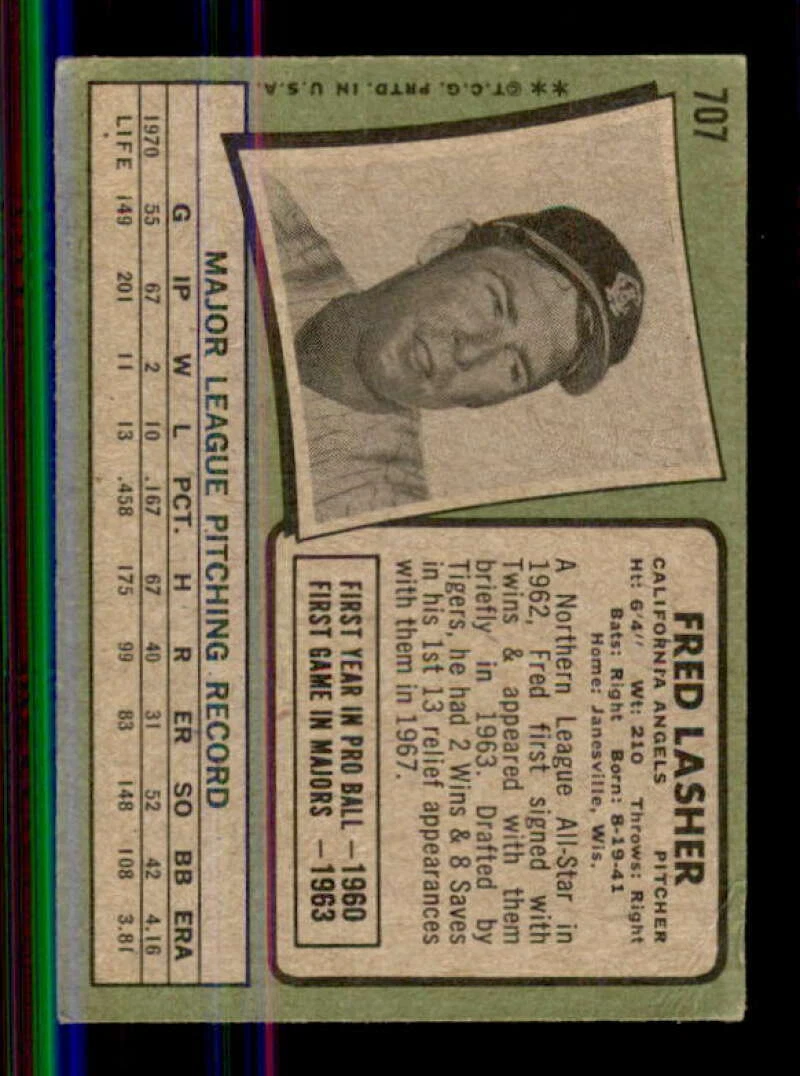 707
**©T.C.G. PRTD. IN U.S.A.
FRED LASHER
CALIFORNIA ANGELS PITCHER
Ht: 6'4" Wt: 210 Throws: Right
Bats: Right Born: 8-19-41
Home: Janesville, Wis.
A Northern League All-Star in
1962, Fred first signed with
Twins & appeared with them
briefly in 1963. Drafted by
Tigers, he had 2 Wins & 8 Saves
in his 1st 13 relief appearances
with them in 1967.
FIRST YEAR IN PRO BALL —1960
FIRST GAME IN MAJORS —1963
MAJOR LEAGUE PITCHING RECORD
G IP W L PCT. H R ER SO BB ERA
1970 55 67 2 10 .167 67 40 31 52 42 4.16
LIFE 149 201 11 13 .458 175 99 83 148 108 3.81